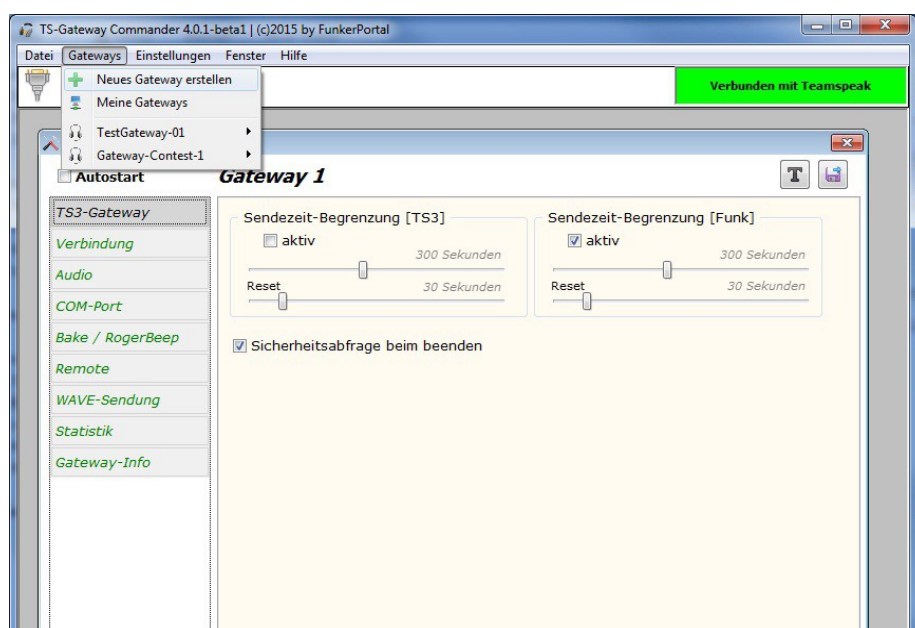 TS-Gateway Commander 4.0.1-beta1 | (c)2015 by FunkerPortal
Datei Gateways Einstellungen Fenster Hilfe
Neues Gateway erstellen
Meine Gateways
TestGateway-01
Gateway-Contest-1
Verbunden mit Teamspeak
Autostart
Gateway 1
T
TS3-Gateway
Verbindung
Audio
COM-Port
Bake / RogerBeep
Remote
WAVE-Sendung
Statistik
Gateway-Info
Sendezeit-Begrenzung [TS3]
aktiv
300 Sekunden
Reset
30 Sekunden
Sendezeit-Begrenzung [Funk]
aktiv
300 Sekunden
Reset
30 Sekunden
Sicherheitsabfrage beim beenden